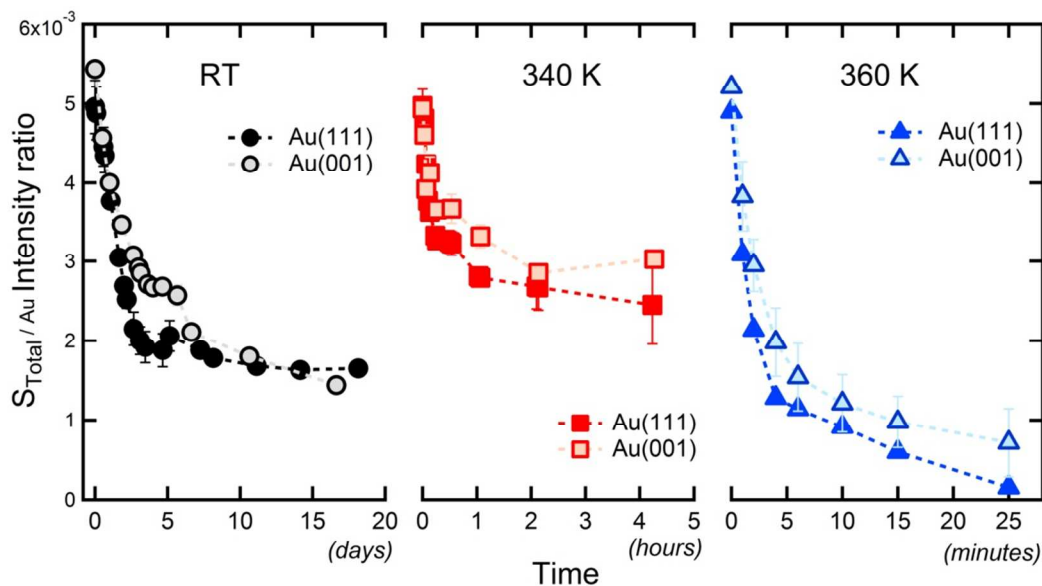 6x10⁻³
5
4
3
2
1
0
S_Total / Au Intensity ratio
RT
Au(111)
Au(001)
0 5 10 15 20
(days)
340 K
Au(111)
Au(001)
0 1 2 3 4 5
(hours)
360 K
Au(111)
Au(001)
0 5 10 15 20 25
(minutes)
Time